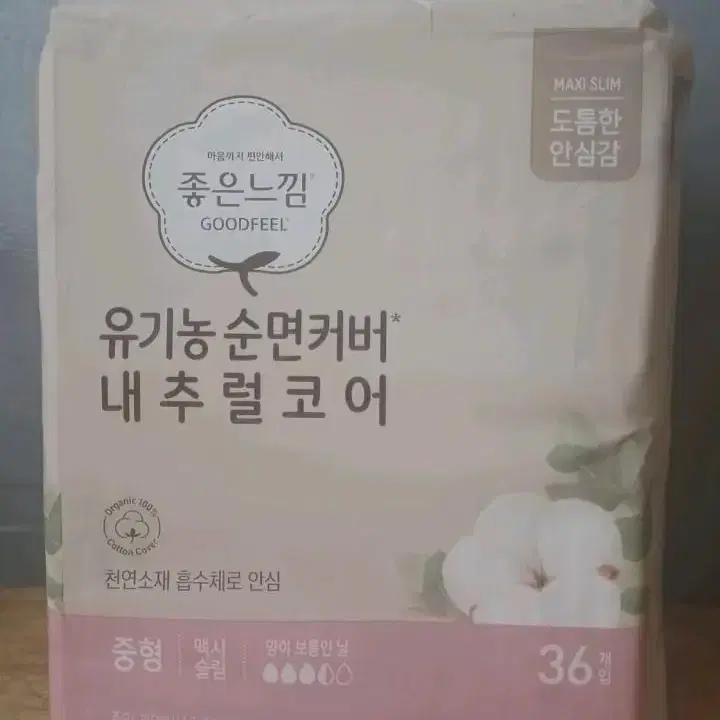 MAXI SLIM
도톰한
안심감
마음까지 편안해서
좋은느낌
GOODFEEL
유기농 순면커버*
내추럴코어
Organic 100%
Cotton Cover
천연소재 흡수체로 안심
중형
맥시
슬림
양이 보통인 날
36개입